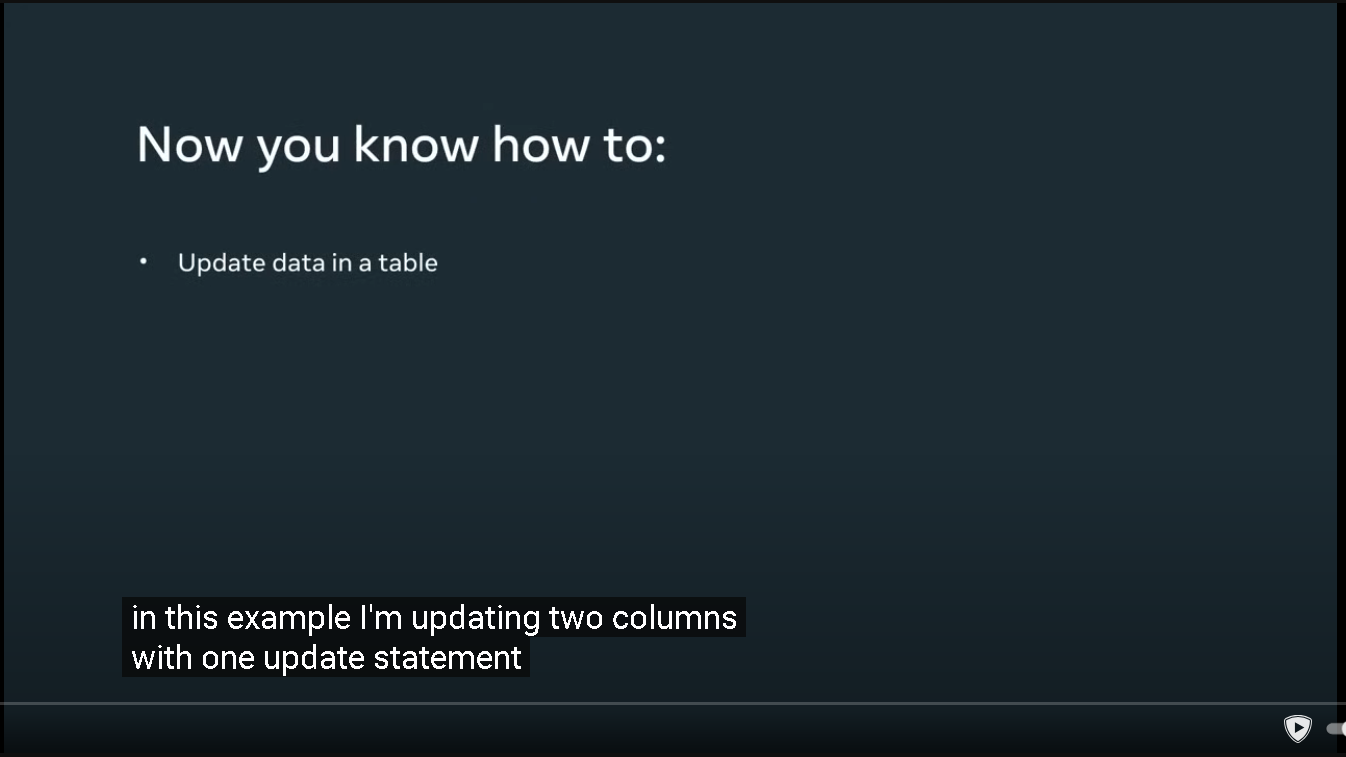 Now you know how to:
• Update data in a table
in this example I'm updating two columns
with one update statement